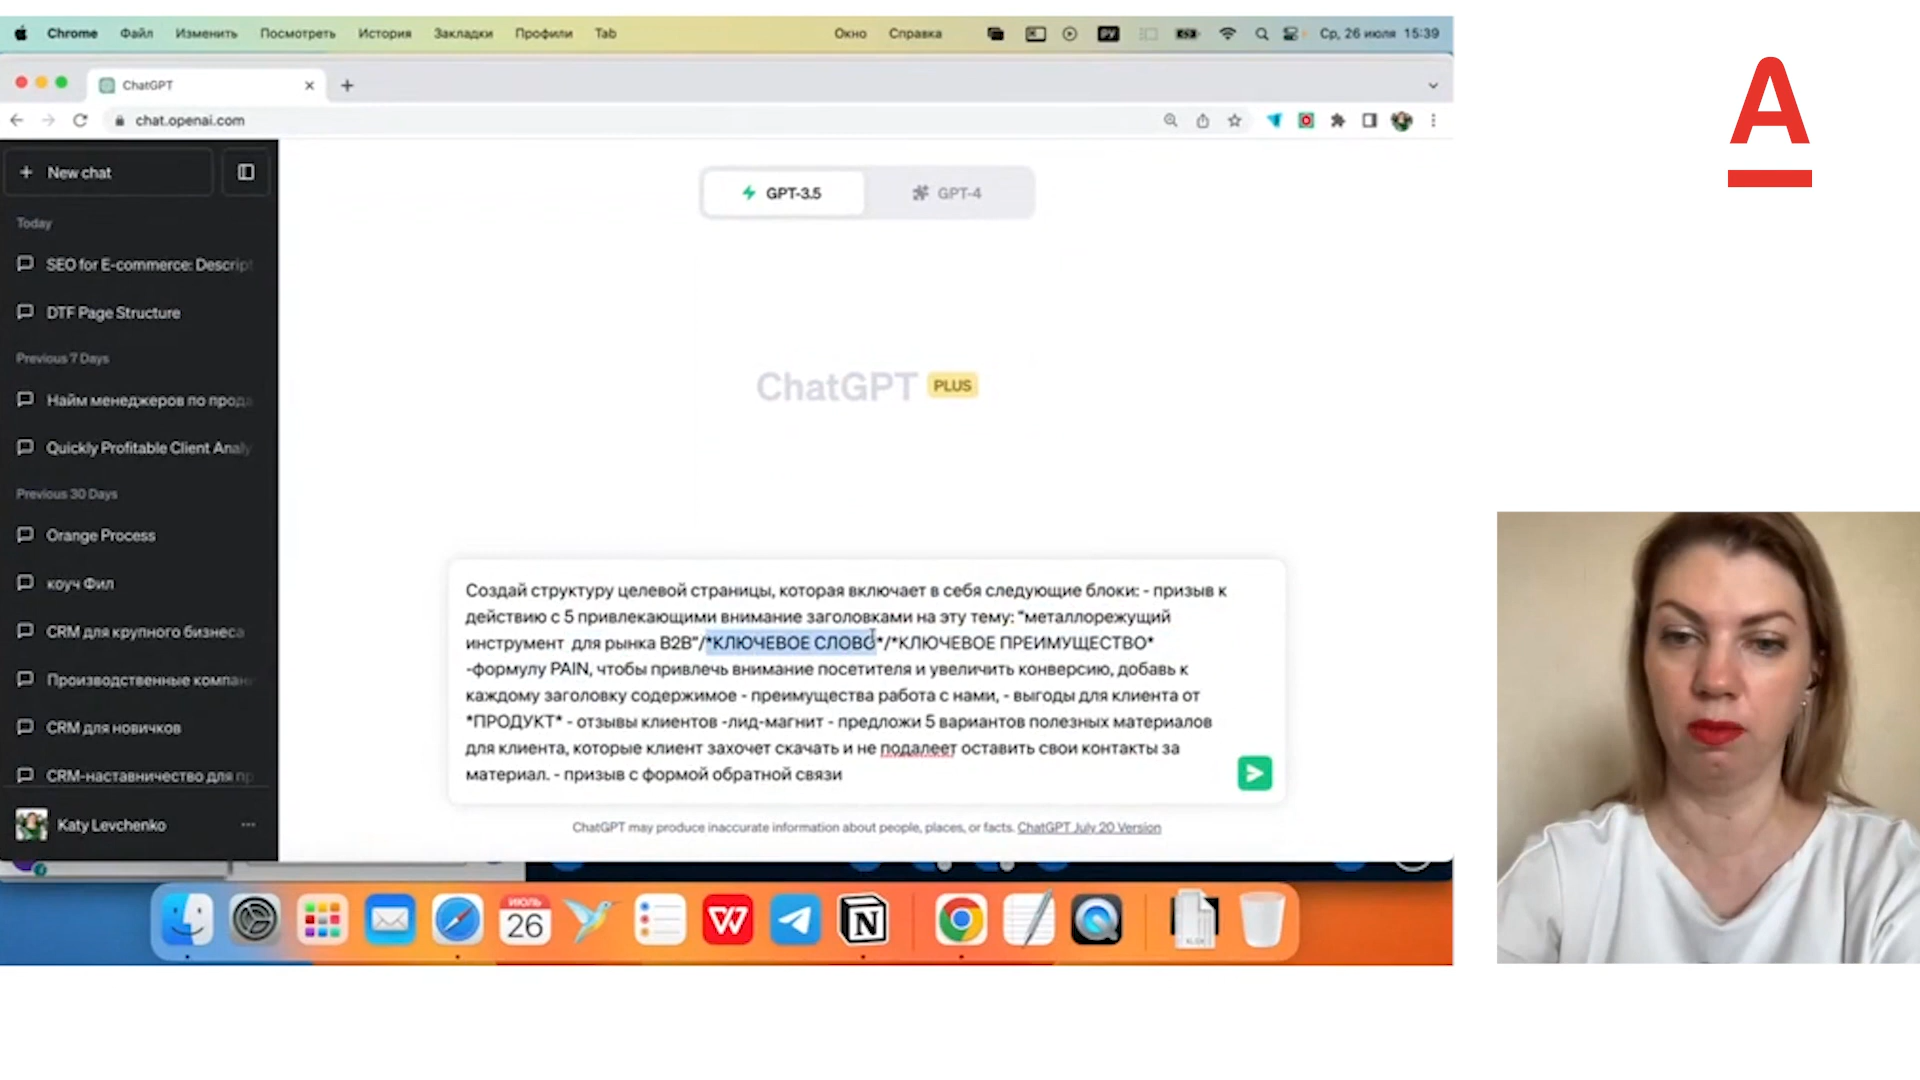 Chrome Файл Изменить Посмотреть История Закладки Профили Tab Окно Справка РУ Ср, 26 июля 15:39
ChatGPT
chat.openai.com
New chat
Today
SEO for E-commerce: Descript
DTF Page Structure
Previous 7 Days
Найм менеджеров по прода
Quickly Profitable Client Analy
Previous 30 Days
Orange Process
коуч Фил
CRM для крупного бизнеса
Производственные компан
CRM для новичков
CRM-наставничество для пр
Katy Levchenko
GPT-3.5 GPT-4
ChatGPT PLUS
Создай структуру целевой страницы, которая включает в себя следующие блоки: - призыв к
действию с 5 привлекающими внимание заголовками на эту тему: "металлорежущий
инструмент для рынка B2B"/*КЛЮЧЕВОЕ СЛОВО*/*КЛЮЧЕВОЕ ПРЕИМУЩЕСТВО*
-формулу PAIN, чтобы привлечь внимание посетителя и увеличить конверсию, добавь к
каждому заголовку содержимое - преимущества работа с нами, - выгоды для клиента от
*ПРОДУКТ* - отзывы клиентов -лид-магнит - предложи 5 вариантов полезных материалов
для клиента, которые клиент захочет скачать и не подалеет оставить свои контакты за
материал. - призыв с формой обратной связи
ChatGPT may produce inaccurate information about people, places, or facts. ChatGPT July 20 Version
ИЮЛЬ
26
A